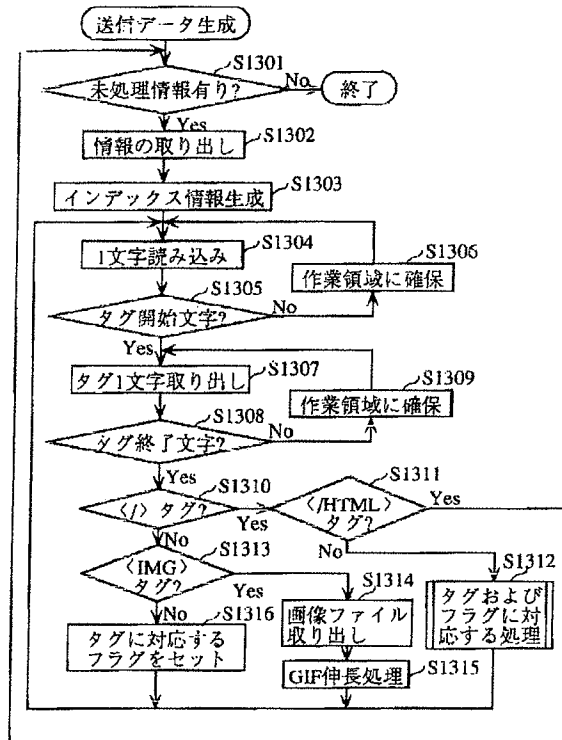 送信データ生成
S1301
未処理情報有り?
No
終了
Yes
S1302
情報の取り出し
S1303
インデックス情報生成
S1304
1文字読み込み
S1306
作業領域に確保
S1305
タグ開始文字?
No
Yes
S1307
タグ1文字取り出し
S1309
作業領域に確保
S1308
タグ終了文字?
No
Yes
S1310
〈/〉タグ?
Yes
S1311
〈/HTML〉
タグ?
Yes
No
No
S1313
〈IMG〉
タグ?
Yes
S1312
タグおよび
フラグに対
応する処理
S1314
画像ファイル
取り出し
No
S1316
タグに対応する
フラグをセット
S1315
GIF伸長処理